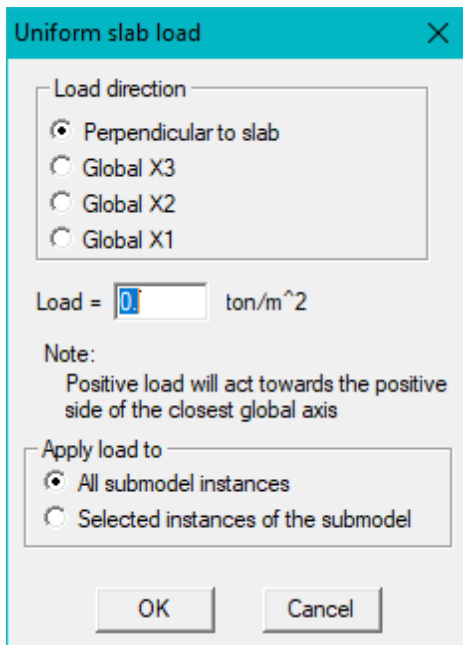 Uniform slab load
Load direction
Perpendicular to slab
Global X3
Global X2
Global X1
Load = 0. ton/m^2
Note:
Positive load will act towards the positive
side of the closest global axis
Apply load to
All submodel instances
Selected instances of the submodel
OK Cancel